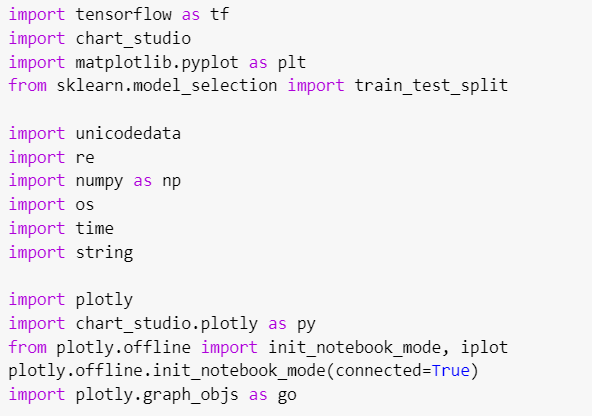 import tensorflow as tf
import chart_studio
import matplotlib.pyplot as plt
from sklearn.model_selection import train_test_split
import unicodedata
import re
import numpy as np
import os
import time
import string
import plotly
import chart_studio.plotly as py
from plotly.offline import init_notebook_mode, iplot
plotly.offline.init_notebook_mode(connected=True)
import plotly.graph_objs as go